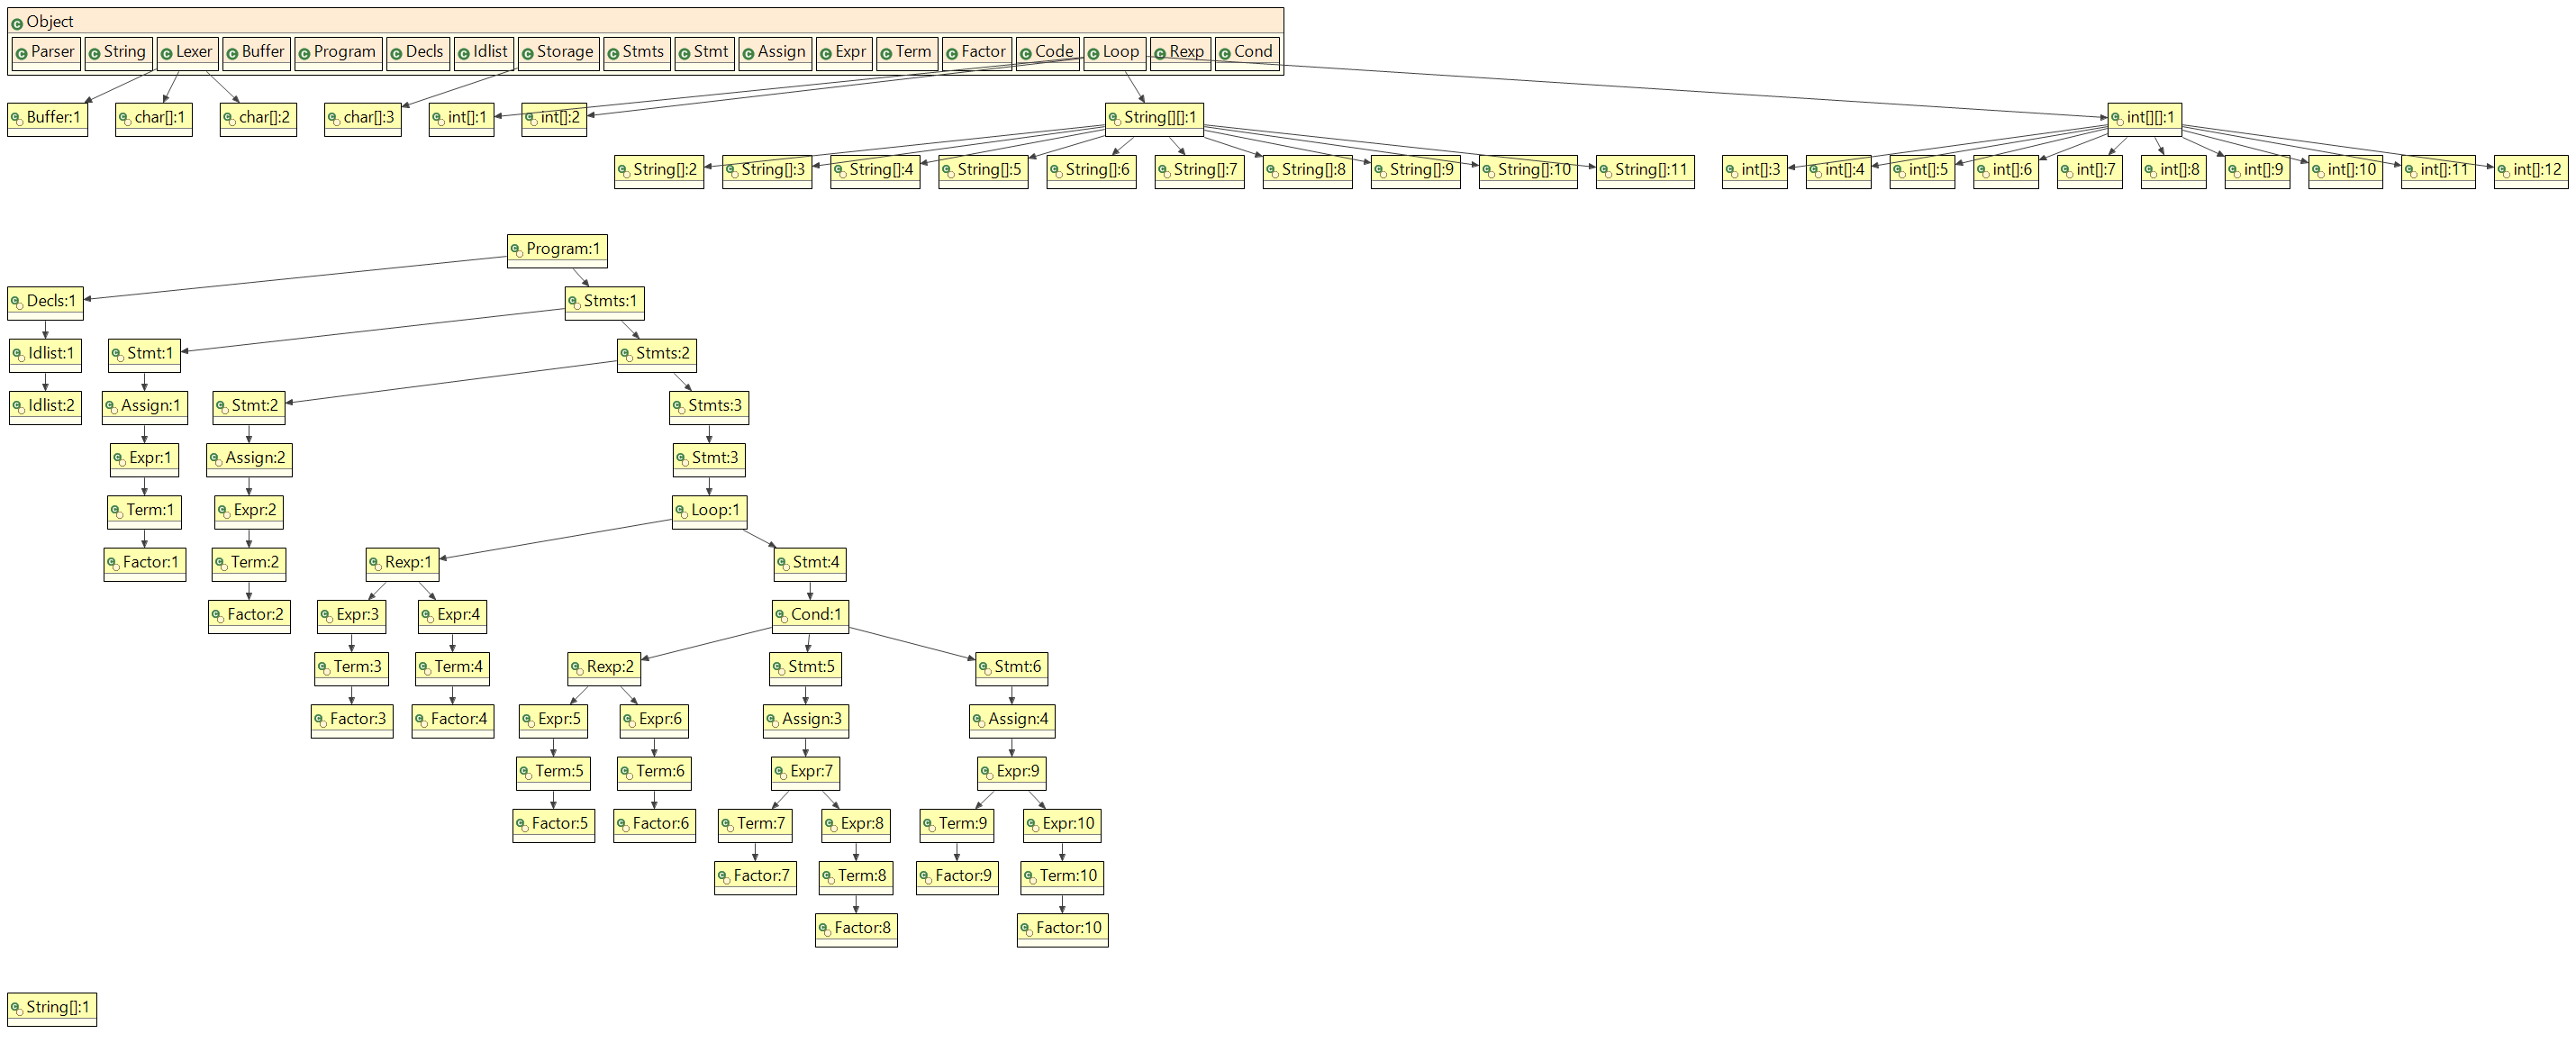 Object
Parser String Lexer Buffer Program Decls Idlist Storage Stmts Stmt Assign Expr Term Factor Code Loop Rexp Cond
Buffer:1 char[]:1 char[]:2 char[]:3 int[]:1 int[]:2 String[][]:1 int[][]:1
String[]:2 String[]:3 String[]:4 String[]:5 String[]:6 String[]:7 String[]:8 String[]:9 String[]:10 String[]:11 int[]:3 int[]:4 int[]:5 int[]:6 int[]:7 int[]:8 int[]:9 int[]:10 int[]:11 int[]:12
Program:1
Decls:1 Stmts:1
Idlist:1 Stmt:1 Stmts:2
Idlist:2 Assign:1 Stmt:2 Stmts:3
Expr:1 Assign:2 Stmt:3
Term:1 Expr:2 Loop:1
Factor:1 Term:2 Rexp:1 Stmt:4
Factor:2 Expr:3 Expr:4 Cond:1
Term:3 Term:4 Rexp:2 Stmt:5 Stmt:6
Factor:3 Factor:4 Expr:5 Expr:6 Assign:3 Assign:4
Term:5 Term:6 Expr:7 Expr:9
Factor:5 Factor:6 Term:7 Expr:8 Term:9 Expr:10
Factor:7 Term:8 Factor:9 Term:10
Factor:8 Factor:10
String[]:1